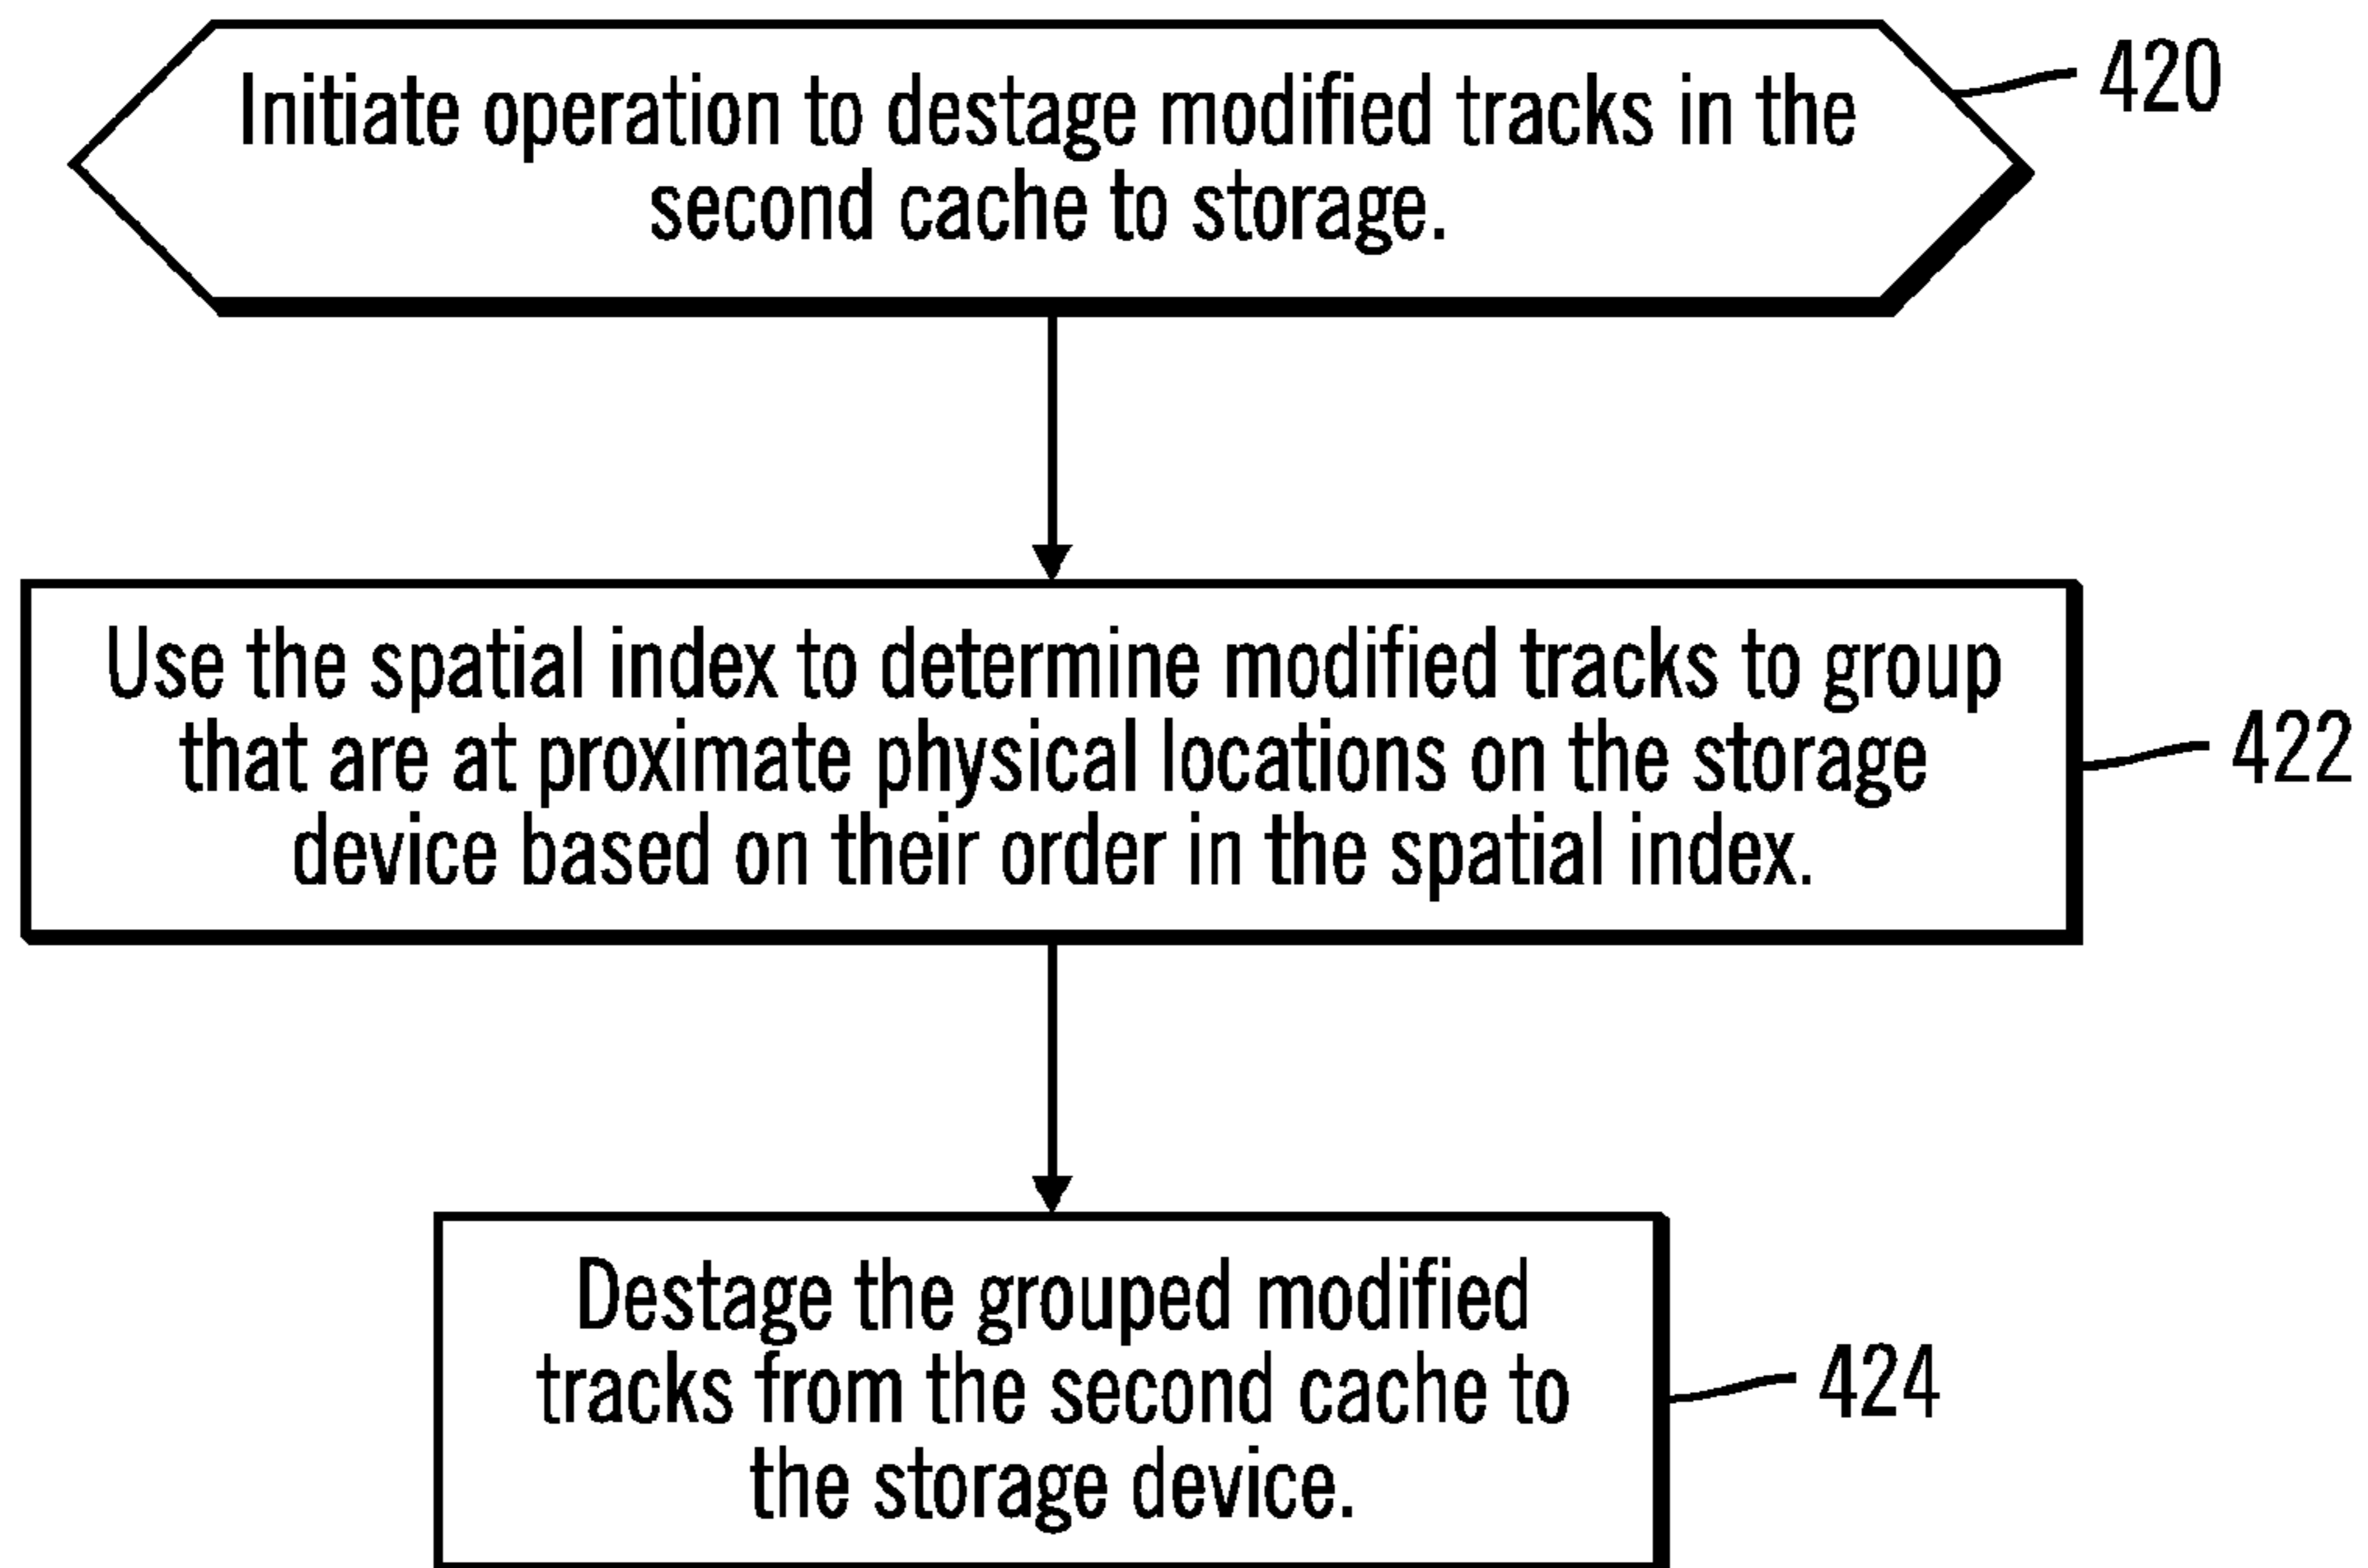 Initiate operation to destage modified tracks in the
second cache to storage.
420
Use the spatial index to determine modified tracks to group
that are at proximate physical locations on the storage
device based on their order in the spatial index.
422
Destage the grouped modified
tracks from the second cache to
the storage device.
424